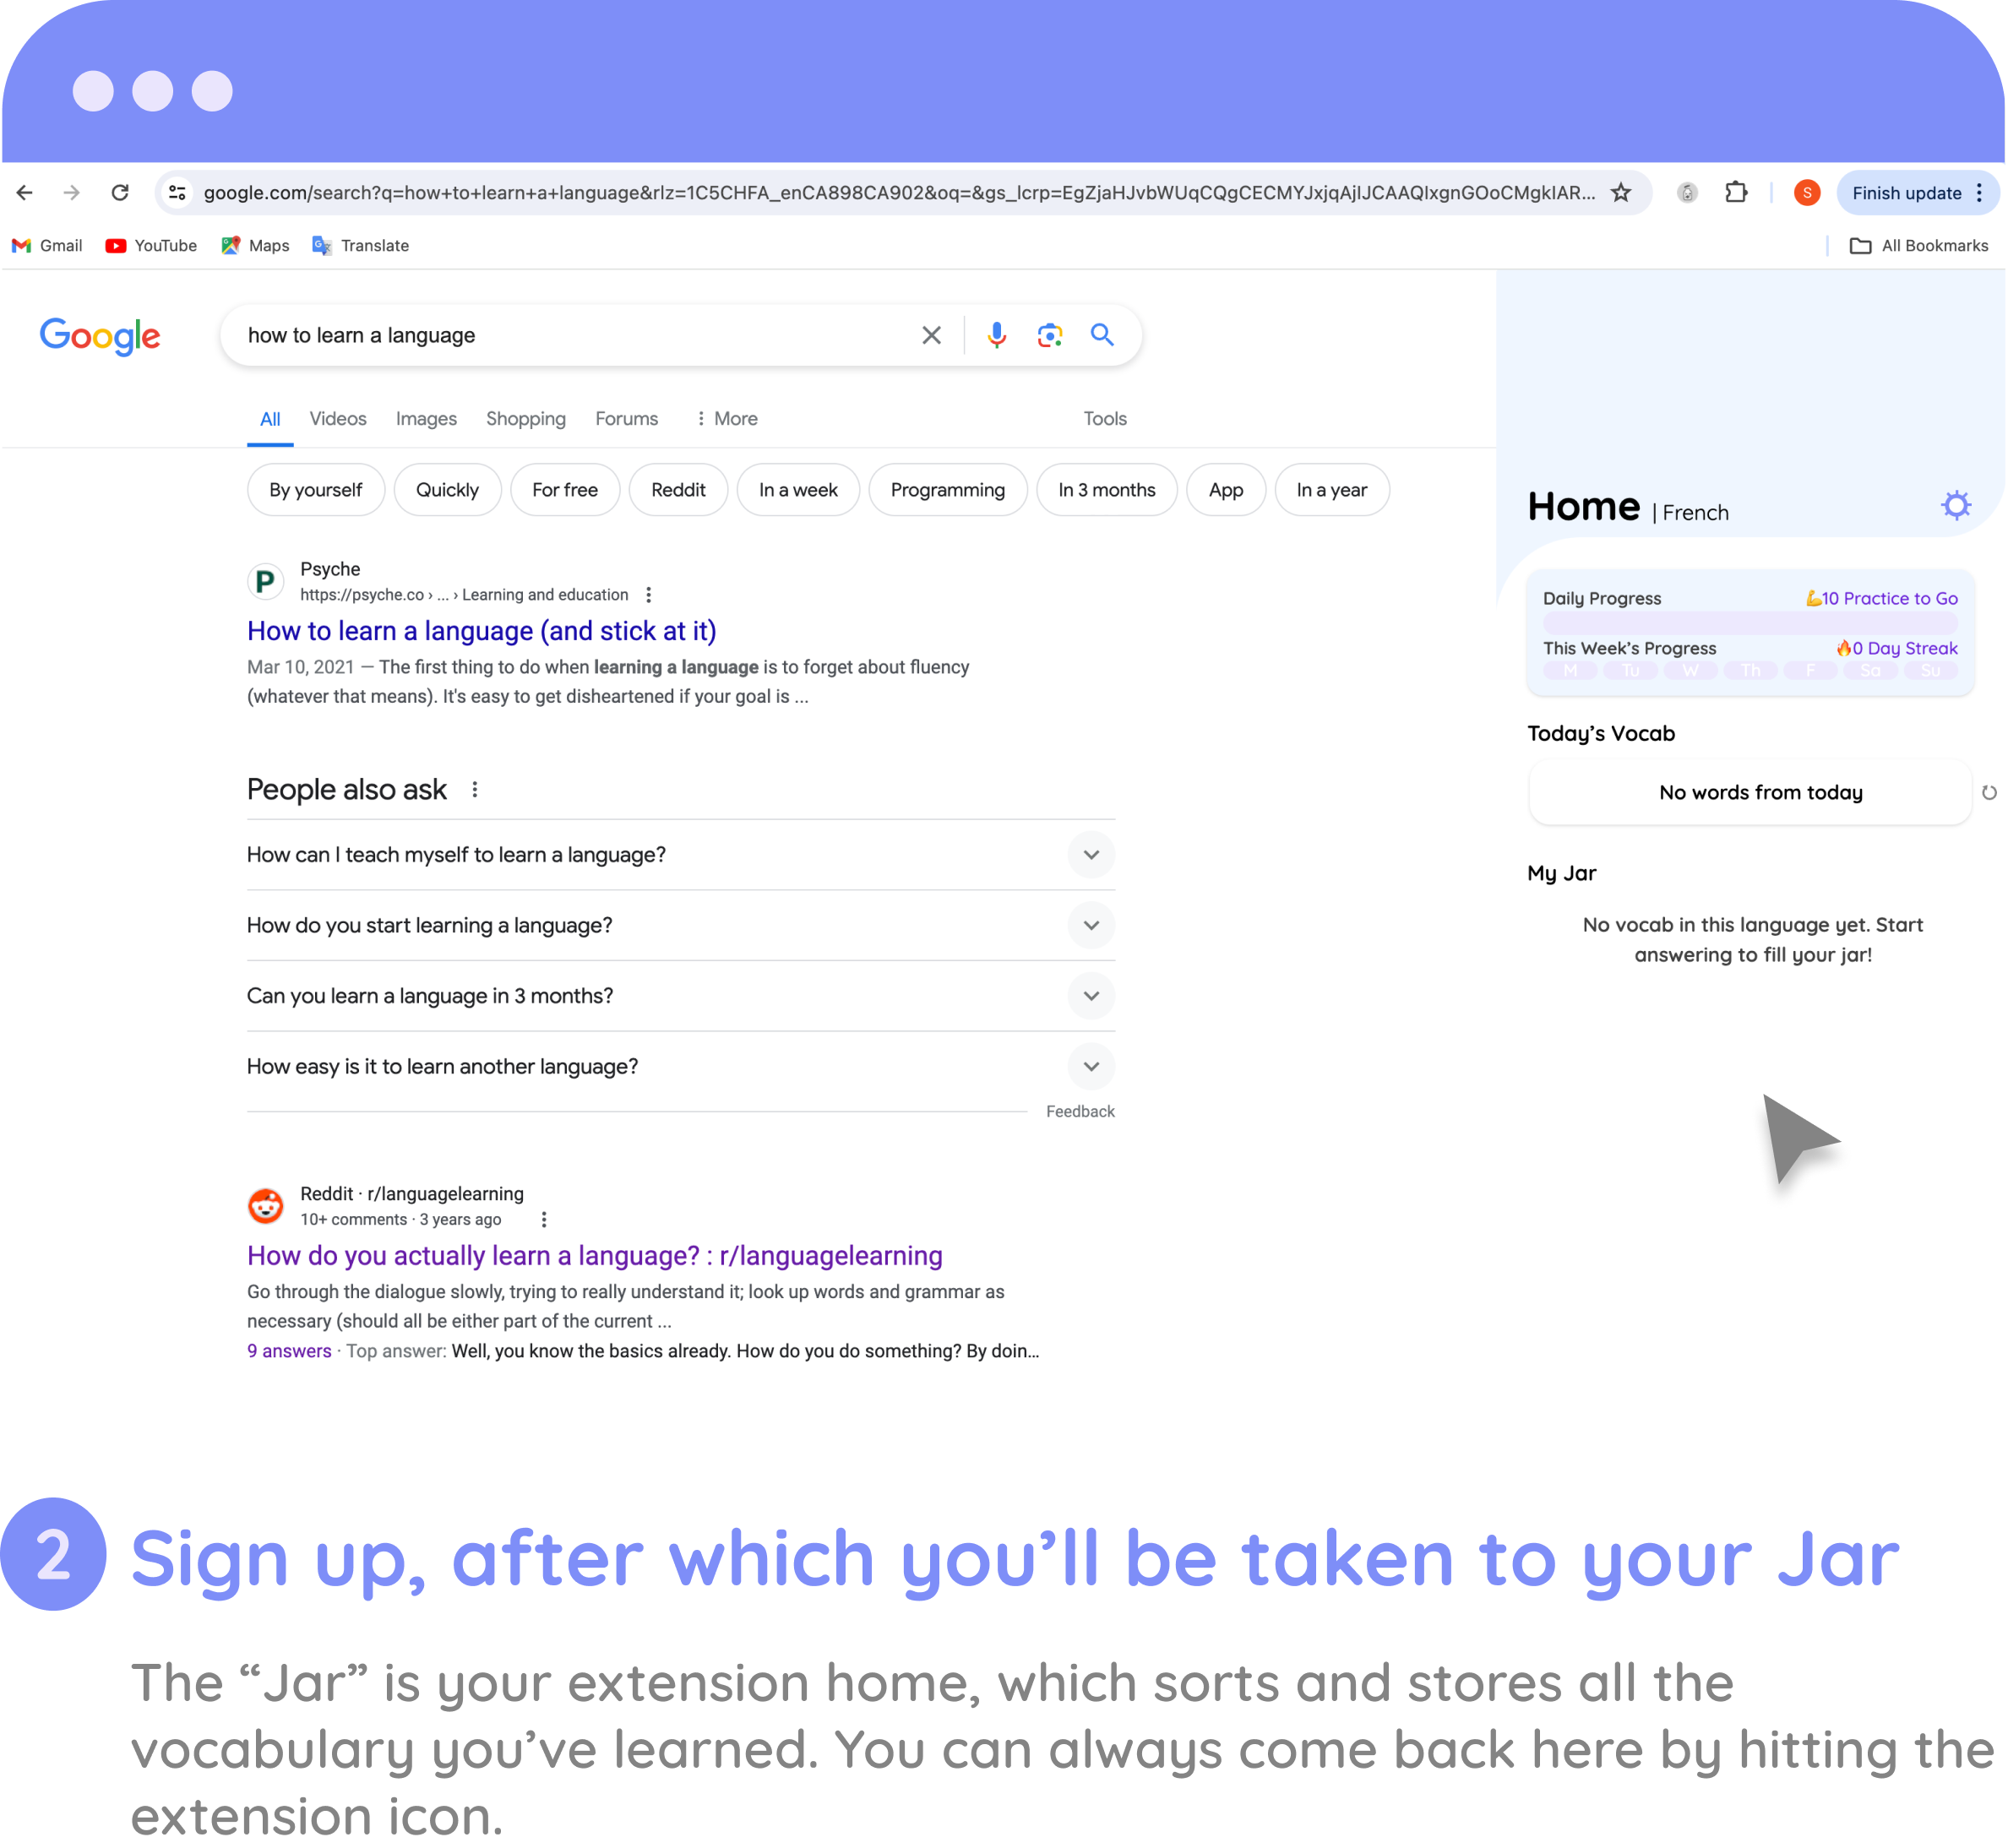 google.com/search?q=how+to+learn+a+language&rlz=1C5CHFA_enCA898CA902&oq=&gs_lcrp=EgZjaHJvbWUqCQgCECMYJxjqAjIJCAAQIxgnGOoCMgkIAR...
S
Finish update
Gmail YouTube Maps Translate All Bookmarks
Google
how to learn a language
All Videos Images Shopping Forums More Tools
By yourself Quickly For free Reddit In a week Programming In 3 months App In a year
P
Psyche
https://psyche.co › ... › Learning and education
How to learn a language (and stick at it)
Mar 10, 2021 — The first thing to do when learning a language is to forget about fluency
(whatever that means). It's easy to get disheartened if your goal is ...
People also ask
How can I teach myself to learn a language?
How do you start learning a language?
Can you learn a language in 3 months?
How easy is it to learn another language?
Feedback
Reddit · r/languagelearning
10+ comments · 3 years ago
How do you actually learn a language? : r/languagelearning
Go through the dialogue slowly, trying to really understand it; look up words and grammar as
necessary (should all be either part of the current ...
9 answers · Top answer: Well, you know the basics already. How do you do something? By doin...
Home | French
Daily Progress 💪10 Practice to Go
This Week's Progress 🔥0 Day Streak
M Tu W Th F Sa Su
Today's Vocab
No words from today
My Jar
No vocab in this language yet. Start
answering to fill your jar!
2 Sign up, after which you'll be taken to your Jar
The “Jar” is your extension home, which sorts and stores all the
vocabulary you've learned. You can always come back here by hitting the
extension icon.